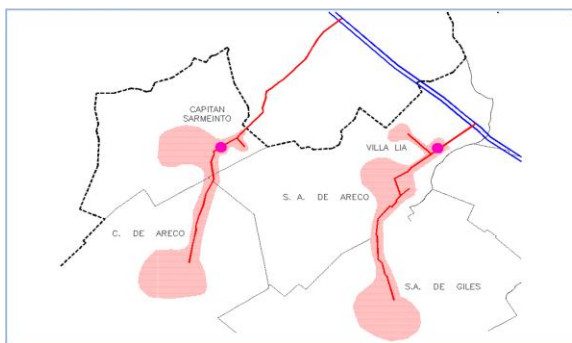 CAPITAN
SARMEINTO
VILLA LIA
S. A. DE ARECO
C. DE ARECO
S.A. DE GILES